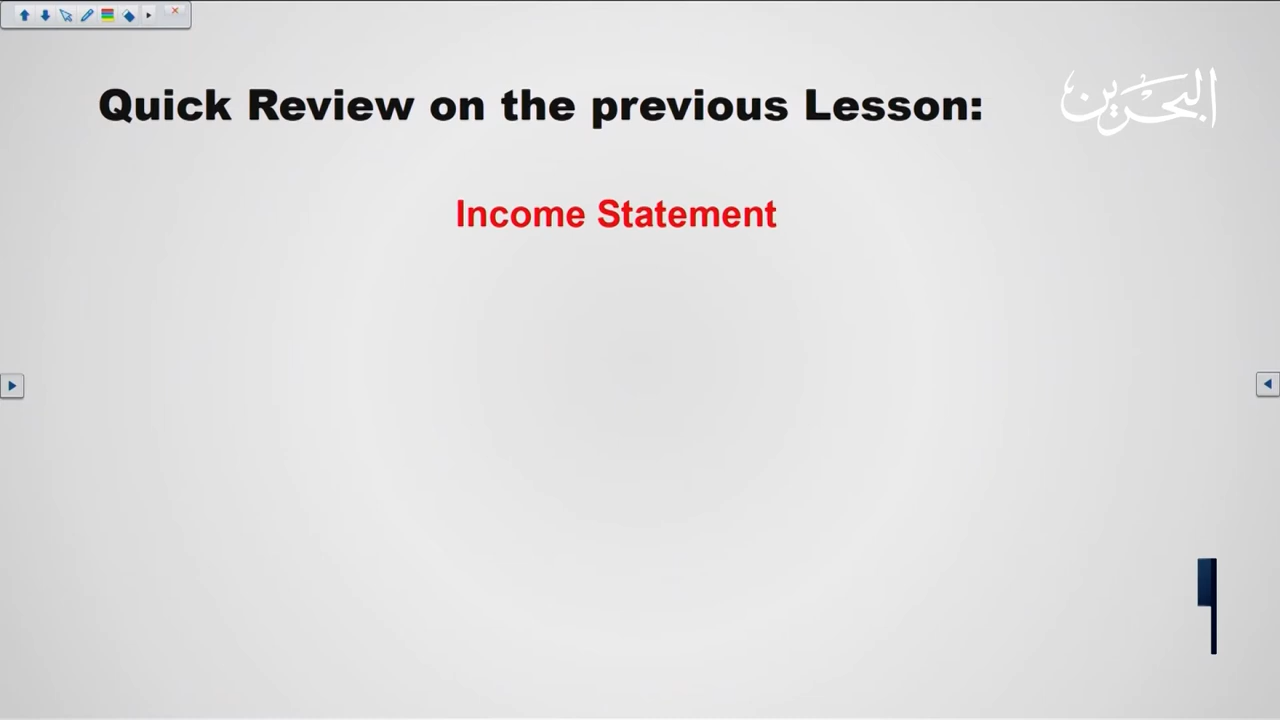 Quick Review on the previous Lesson:
البحرين
Income Statement